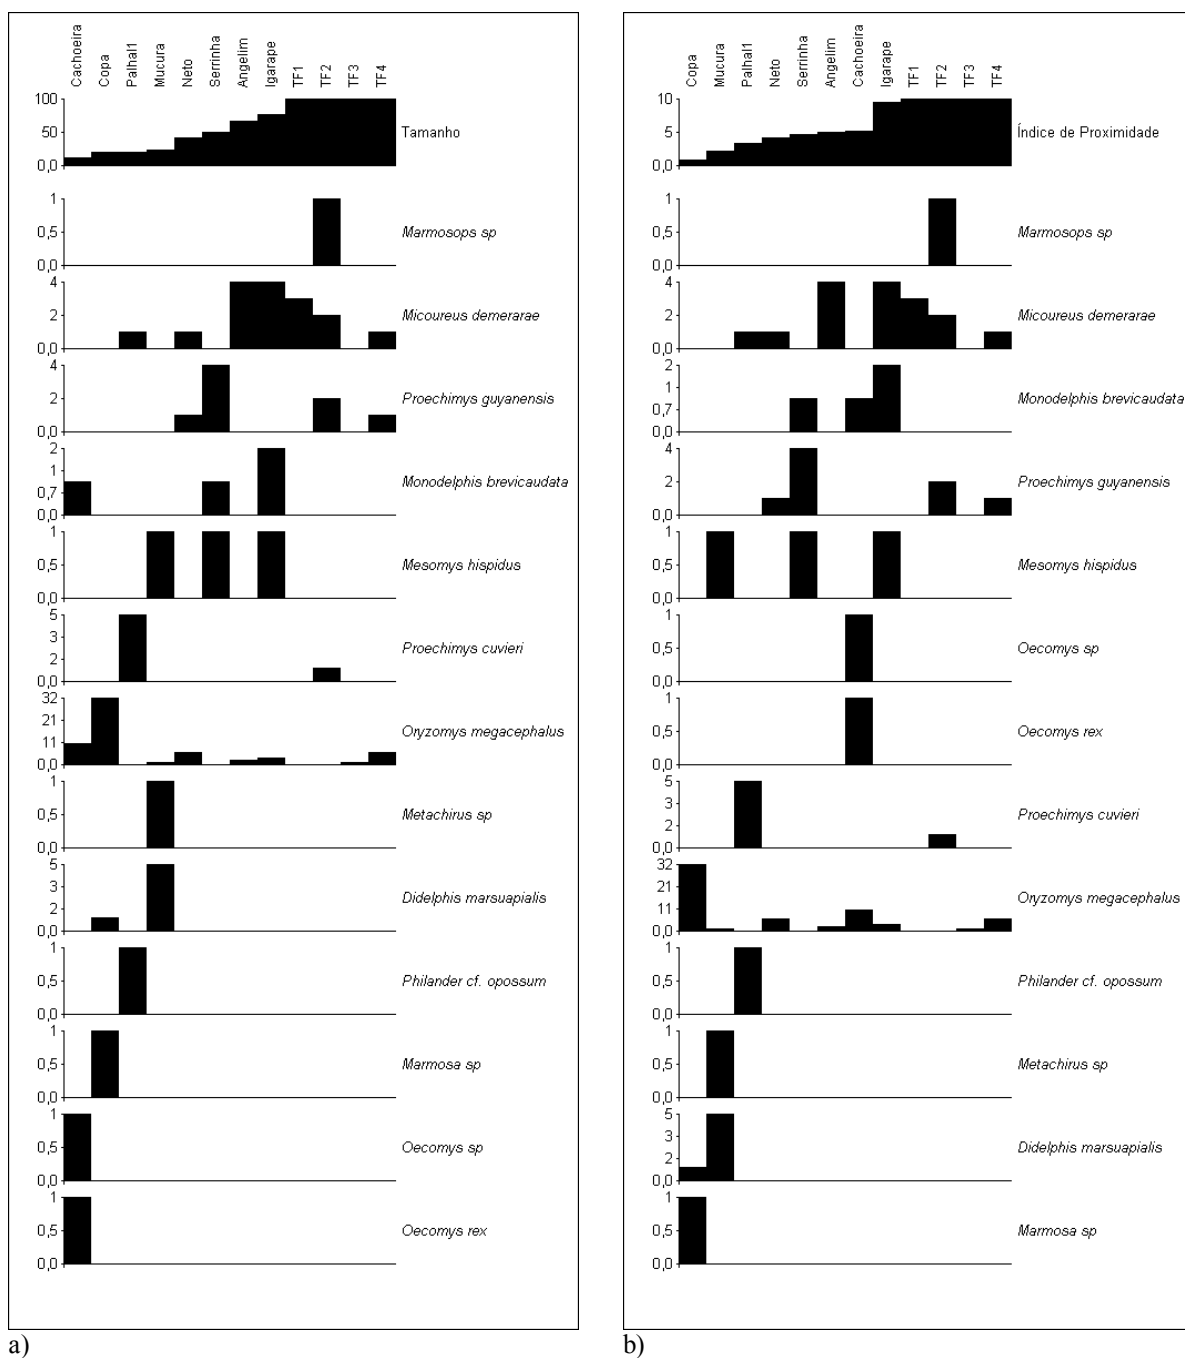 Cachoeira Copa Palhal1 Mucura Neto Serrinha Angelim Igarape TF1 TF2 TF3 TF4
100
50
0,0
Tamanho
1
0,5
0,0
Marmosops sp
4
2
0,0
Micoureus demerarae
4
2
0,0
Proechimys guyanensis
2
1
0,7
0,0
Monodelphis brevicaudata
1
0,5
0,0
Mesomys hispidus
5
3
2
0,0
Proechimys cuvieri
32
21
11
0,0
Oryzomys megacephalus
1
0,5
0,0
Metachirus sp
5
3
2
0,0
Didelphis marsuapialis
1
0,5
0,0
Philander cf. opossum
1
0,5
0,0
Marmosa sp
1
0,5
0,0
Oecomys sp
1
0,5
0,0
Oecomys rex
a)
Copa Mucura Palhal1 Neto Serrinha Angelim Cachoeira Igarape TF1 TF2 TF3 TF4
10
5
0,0
Índice de Proximidade
1
0,5
0,0
Marmosops sp
4
2
0,0
Micoureus demerarae
2
1
0,7
0,0
Monodelphis brevicaudata
4
2
0,0
Proechimys guyanensis
1
0,5
0,0
Mesomys hispidus
1
0,5
0,0
Oecomys sp
1
0,5
0,0
Oecomys rex
5
3
2
0,0
Proechimys cuvieri
32
21
11
0,0
Oryzomys megacephalus
1
0,5
0,0
Philander cf. opossum
1
0,5
0,0
Metachirus sp
5
3
2
0,0
Didelphis marsuapialis
1
0,5
0,0
Marmosa sp
b)